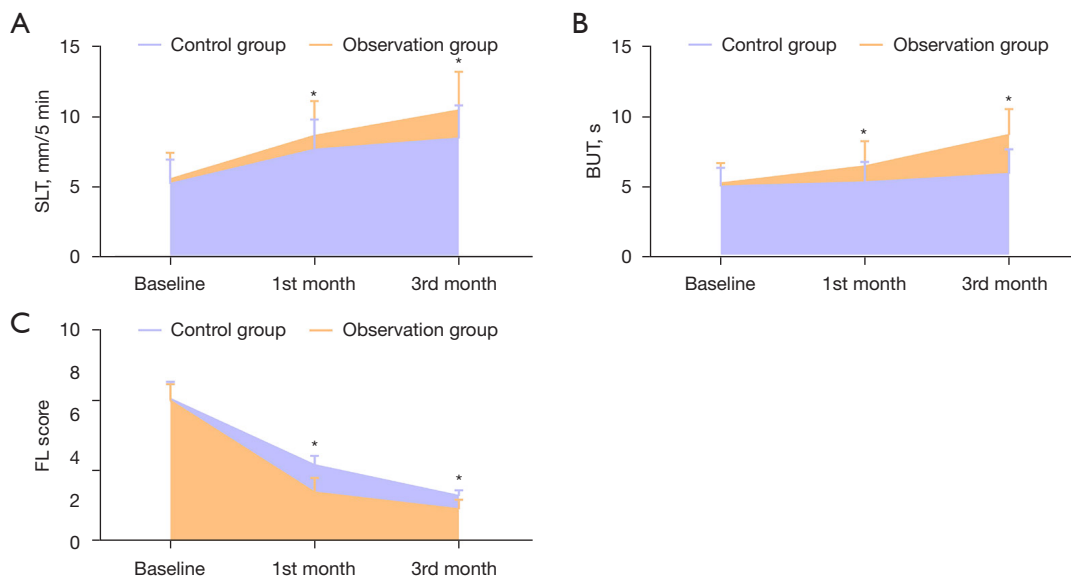 A
15
Control group
Observation group
*
*
10
SLT, mm/5 min
5
0
Baseline
1st month
3rd month
B
15
Control group
Observation group
*
*
10
BUT, s
5
0
Baseline
1st month
3rd month
C
10
Control group
Observation group
8
6
FL score
*
4
*
2
0
Baseline
1st month
3rd month